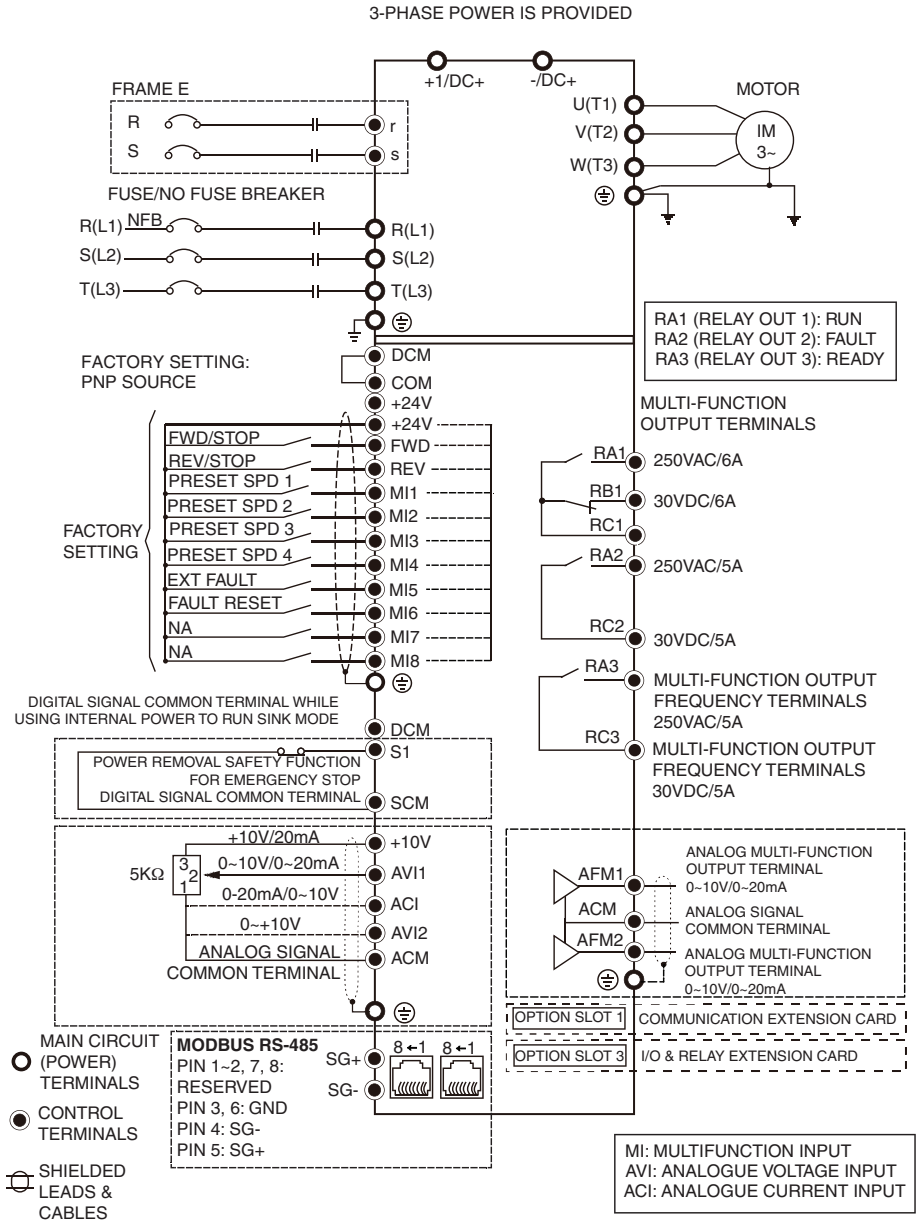 3-PHASE POWER IS PROVIDED
+1/DC+
-/DC+
FRAME E
R
S
r
s
U(T1)
V(T2)
W(T3)
MOTOR
IM
3~
FUSE/NO FUSE BREAKER
R(L1)
NFB
R(L1)
S(L2)
S(L2)
T(L3)
T(L3)
RA1 (RELAY OUT 1): RUN
RA2 (RELAY OUT 2): FAULT
RA3 (RELAY OUT 3): READY
FACTORY SETTING:
PNP SOURCE
DCM
COM
+24V
+24V
FWD/STOP
FWD
REV/STOP
REV
PRESET SPD 1
MI1
PRESET SPD 2
MI2
PRESET SPD 3
MI3
PRESET SPD 4
MI4
EXT FAULT
MI5
FAULT RESET
MI6
NA
MI7
NA
MI8
FACTORY
SETTING
MULTI-FUNCTION
OUTPUT TERMINALS
RA1
250VAC/6A
RB1
30VDC/6A
RC1
RA2
250VAC/5A
RC2
30VDC/5A
RA3
MULTI-FUNCTION OUTPUT
FREQUENCY TERMINALS
250VAC/5A
RC3
MULTI-FUNCTION OUTPUT
FREQUENCY TERMINALS
30VDC/5A
DIGITAL SIGNAL COMMON TERMINAL WHILE
USING INTERNAL POWER TO RUN SINK MODE
DCM
S1
POWER REMOVAL SAFETY FUNCTION
FOR EMERGENCY STOP
DIGITAL SIGNAL COMMON TERMINAL
SCM
+10V/20mA
+10V
5KΩ
3
2
1
0~10V/0~20mA
AVI1
0-20mA/0~10V
ACI
0~+10V
AVI2
ANALOG SIGNAL
COMMON TERMINAL
ACM
AFM1
ANALOG MULTI-FUNCTION
OUTPUT TERMINAL
0~10V/0~20mA
ACM
ANALOG SIGNAL
COMMON TERMINAL
AFM2
ANALOG MULTI-FUNCTION
OUTPUT TERMINAL
0~10V/0~20mA
OPTION SLOT 1
COMMUNICATION EXTENSION CARD
OPTION SLOT 3
I/O & RELAY EXTENSION CARD
MAIN CIRCUIT
(POWER)
TERMINALS
CONTROL
TERMINALS
SHIELDED
LEADS &
CABLES
MODBUS RS-485
PIN 1~2, 7, 8:
RESERVED
PIN 3, 6: GND
PIN 4: SG-
PIN 5: SG+
SG+
SG-
8←1
8←1
MI: MULTIFUNCTION INPUT
AVI: ANALOGUE VOLTAGE INPUT
ACI: ANALOGUE CURRENT INPUT